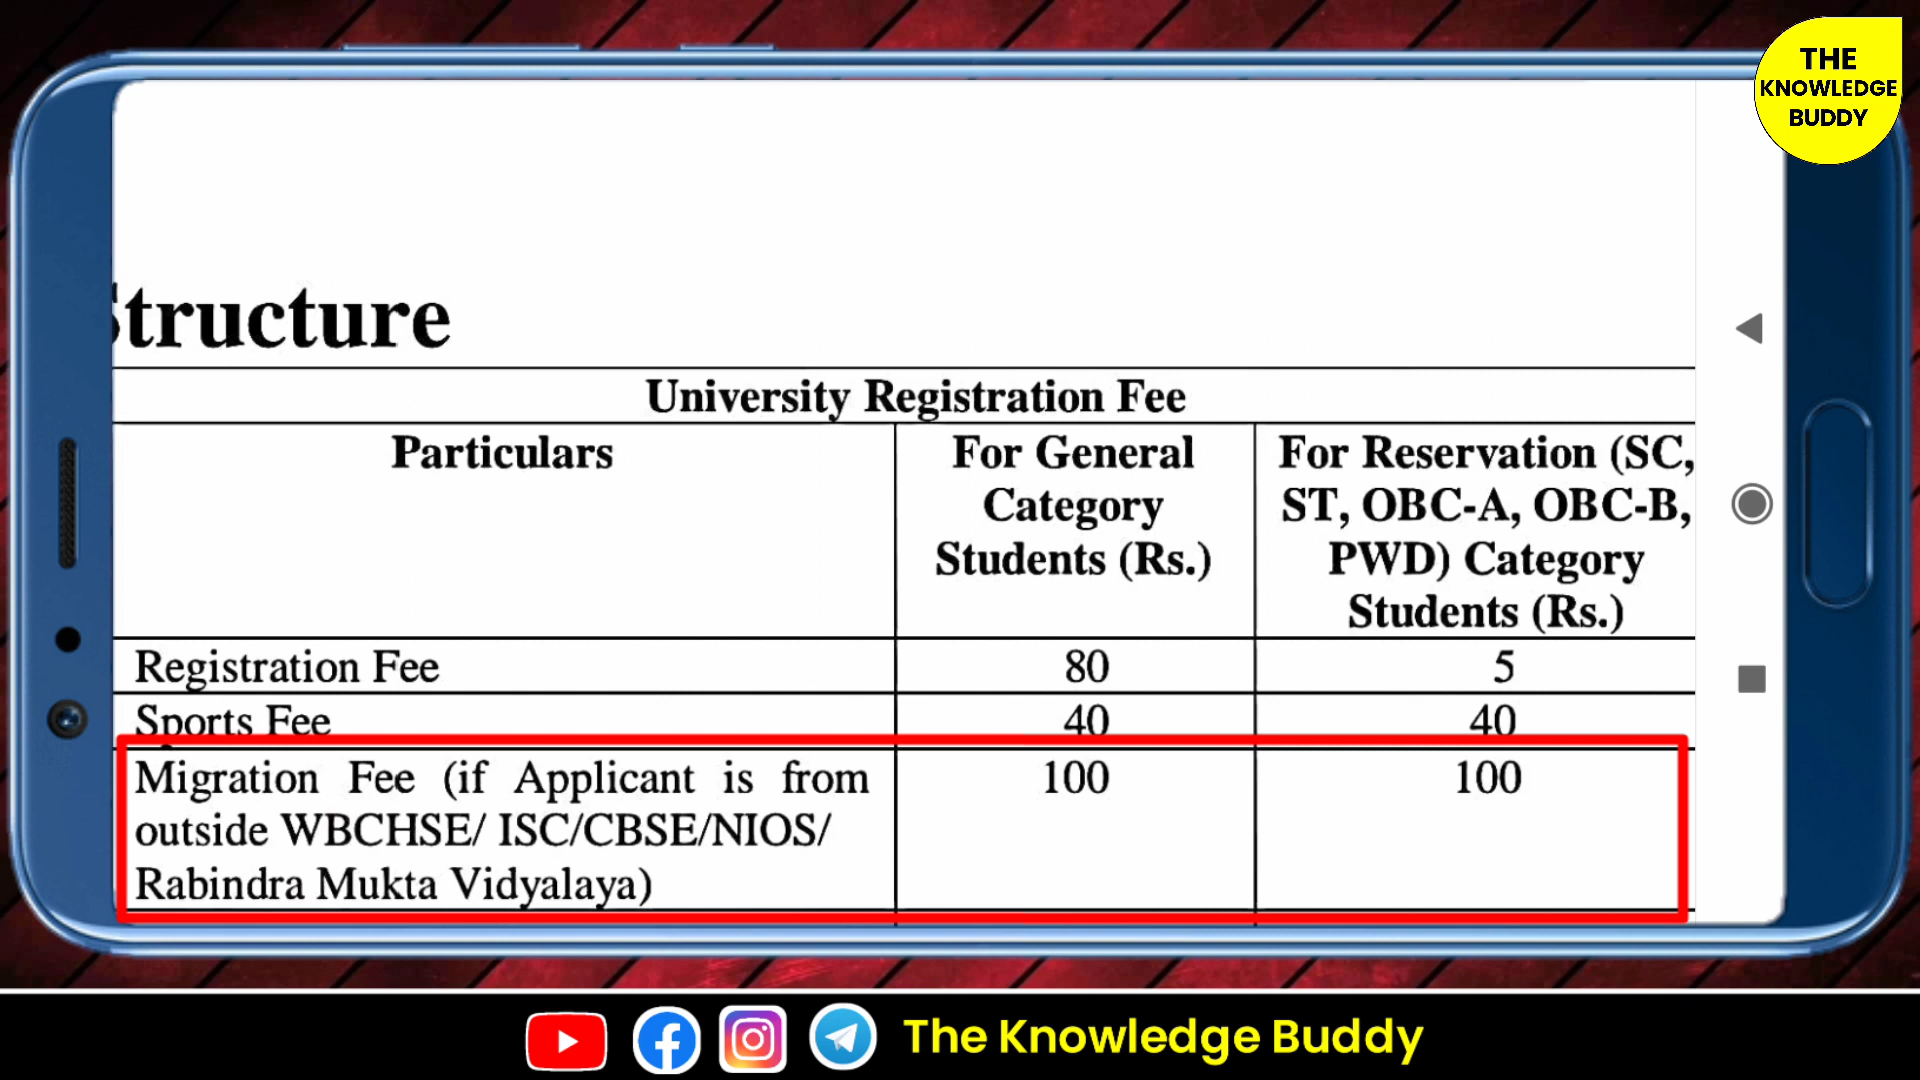 THE
KNOWLEDGE
BUDDY
Structure
University Registration Fee
Particulars
For General
Category
Students (Rs.)
For Reservation (SC,
ST, OBC-A, OBC-B,
PWD) Category
Students (Rs.)
Registration Fee 80 5
Sports Fee 40 40
Migration Fee (if Applicant is from 100 100
outside WBCHSE/ ISC/CBSE/NIOS/
Rabindra Mukta Vidyalaya)
The Knowledge Buddy